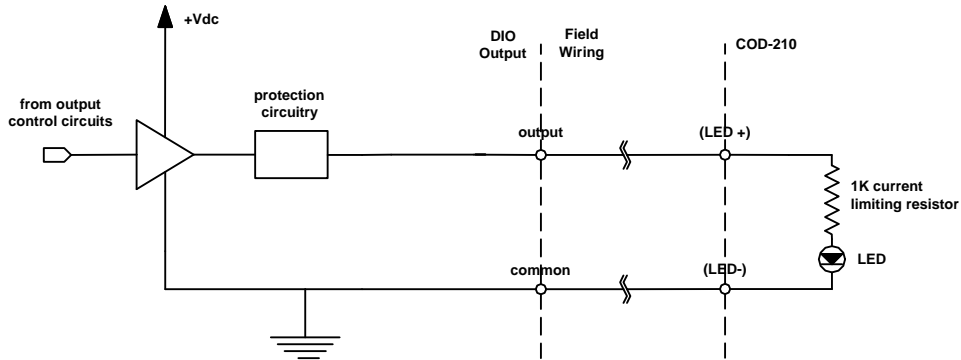 +Vdc
DIO
Output
Field
Wiring
COD-210
from output
control circuits
protection
circuitry
output
(LED +)
1K current
limiting resistor
LED
common
(LED-)